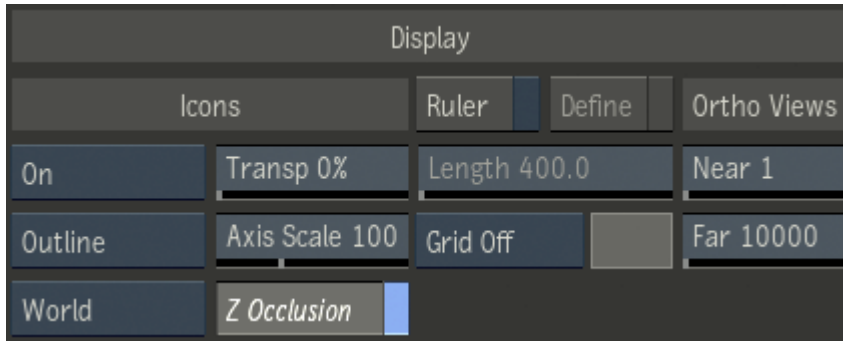 Display
Icons Ruler Define Ortho Views
On Transp 0% Length 400.0 Near 1
Outline Axis Scale 100 Grid Off Far 10000
World Z Occlusion